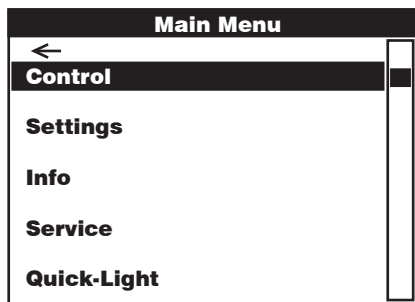 Main Menu
←
Control
Settings
Info
Service
Quick-Light